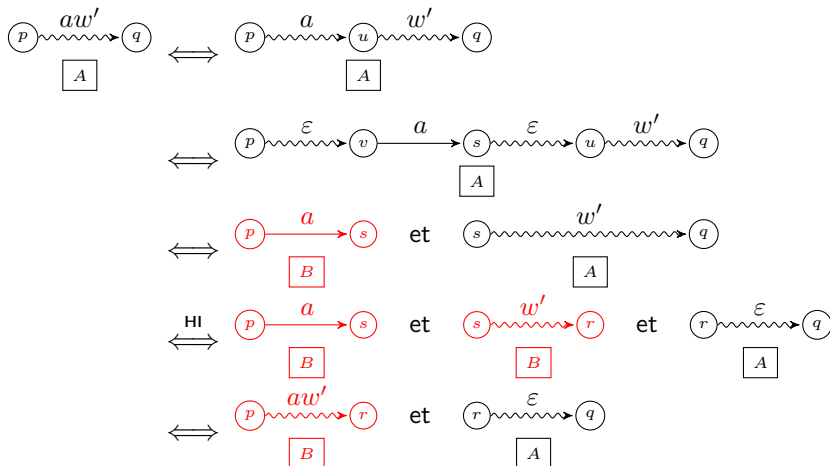 aw′ a w′
p q ⟺ p u q
A A
ε a ε w′
⟺ p v s u q
A
a w′
⟺ p s et s q
B A
HI a w′ ε
⟺ p s et s r et r q
B B A
aw′ ε
⟺ p r et r q
B A